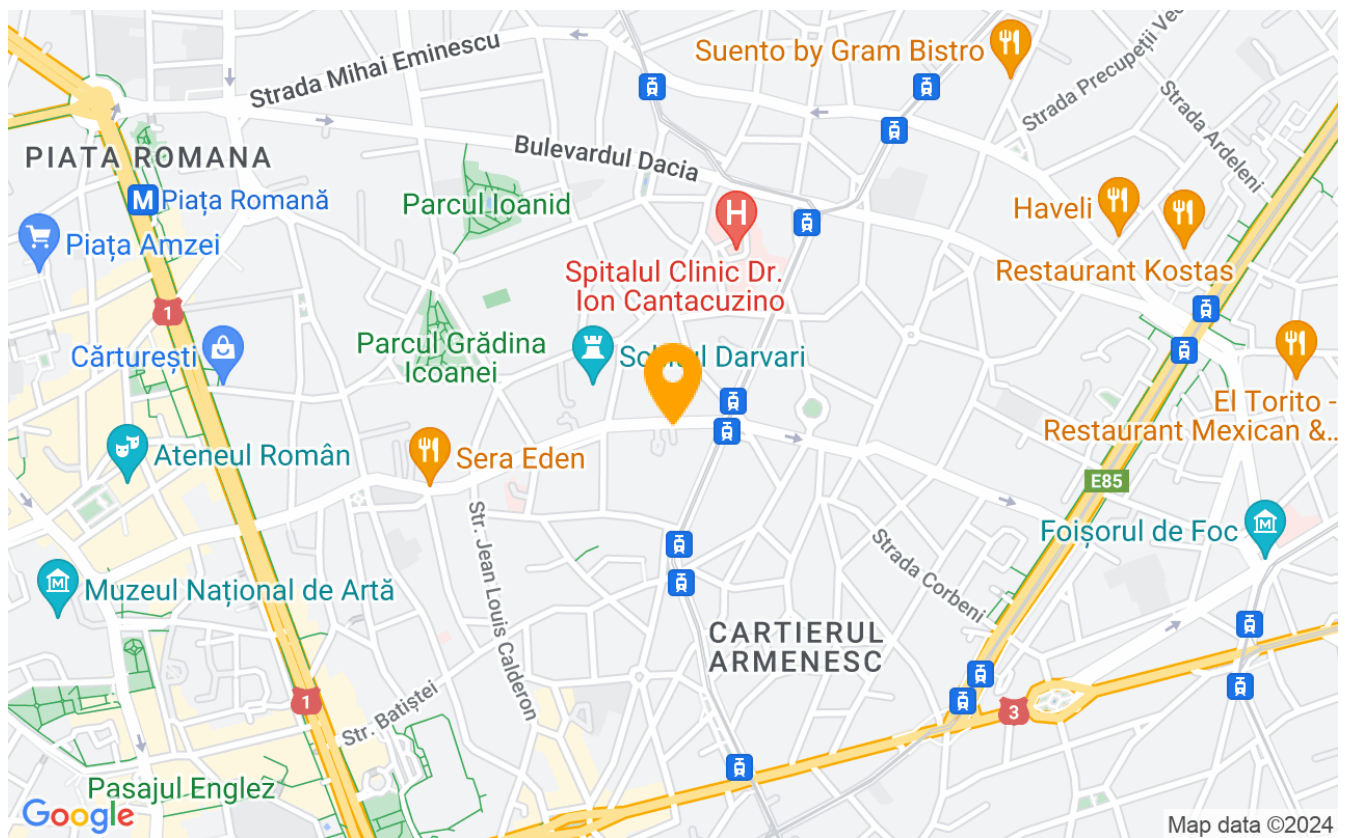 Suento by Gram Bistro
Strada Mihai Eminescu
Strada Precupeții Vec
Strada Ardeleni
PIATA ROMANA
Bulevardul Dacia
M Piața Romană
Parcul Ioanid
H
Haveli
Piața Amzei
Spitalul Clinic Dr.
Ion Cantacuzino
Restaurant Kostas
1
Cărturești
Parcul Grădina
Icoanei
Darvari
El Torito -
Restaurant Mexican &..
Ateneul Român
Sera Eden
E85
Str. Jean Louis Calderon
Foișorul de Foc
Strada Corbeni
Muzeul Național de Artă
CARTIERUL
ARMENESC
1
3
Str. Batiștei
Pasajul Englez
Google
Map data ©2024